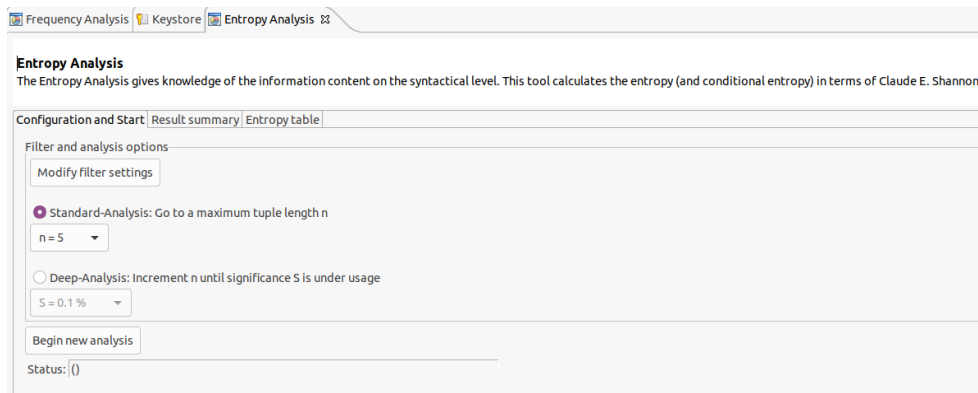 Frequency Analysis Keystore Entropy Analysis
Entropy Analysis
The Entropy Analysis gives knowledge of the information content on the syntactical level. This tool calculates the entropy (and conditional entropy) in terms of Claude E. Shannon
Configuration and Start Result summary Entropy table
Filter and analysis options
Modify filter settings
Standard-Analysis: Go to a maximum tuple length n
n = 5
Deep-Analysis: Increment n until significance S is under usage
S = 0.1 %
Begin new analysis
Status: ()